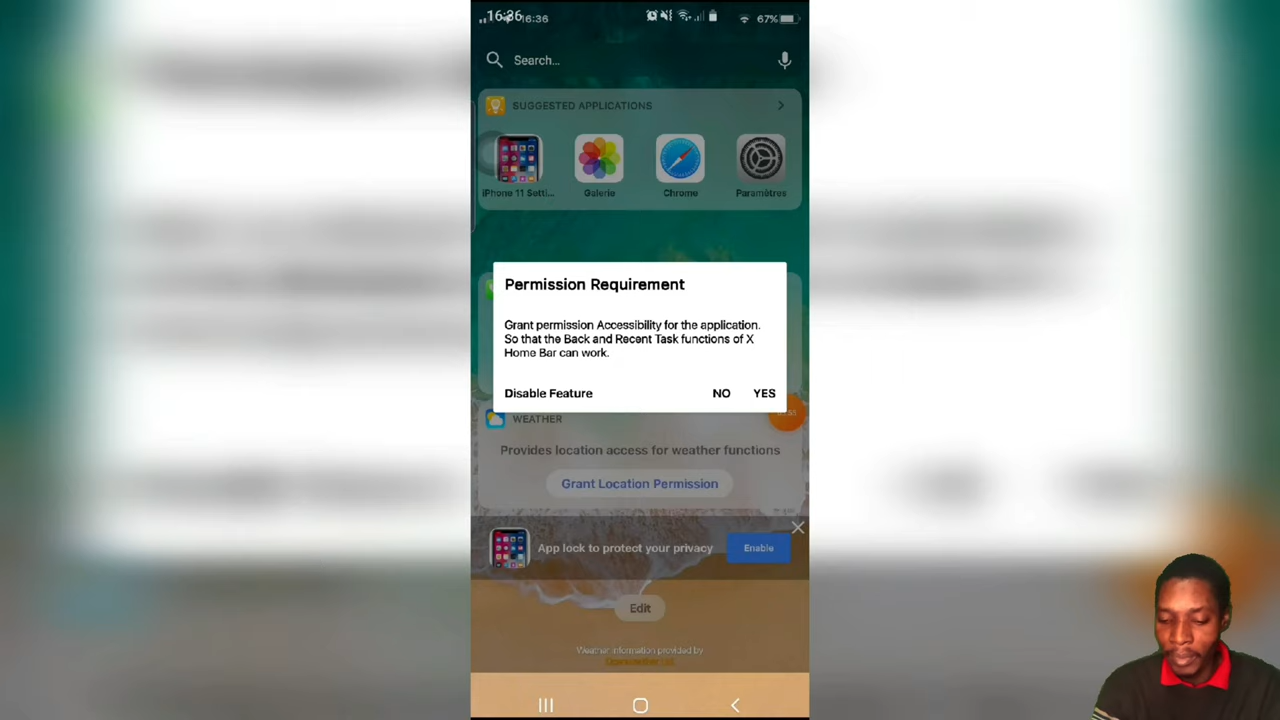 16:36
16:36
67%
Search...
SUGGESTED APPLICATIONS
iPhone 11 Setti...
Galerie
Chrome
Paramètres
Permission Requirement
Grant permission Accessibility for the application.
So that the Back and Recent Task functions of X
Home Bar can work.
Disable Feature
NO
YES
WEATHER
Provides location access for weather functions
Grant Location Permission
App lock to protect your privacy
Enable
Edit
Weather information provided by